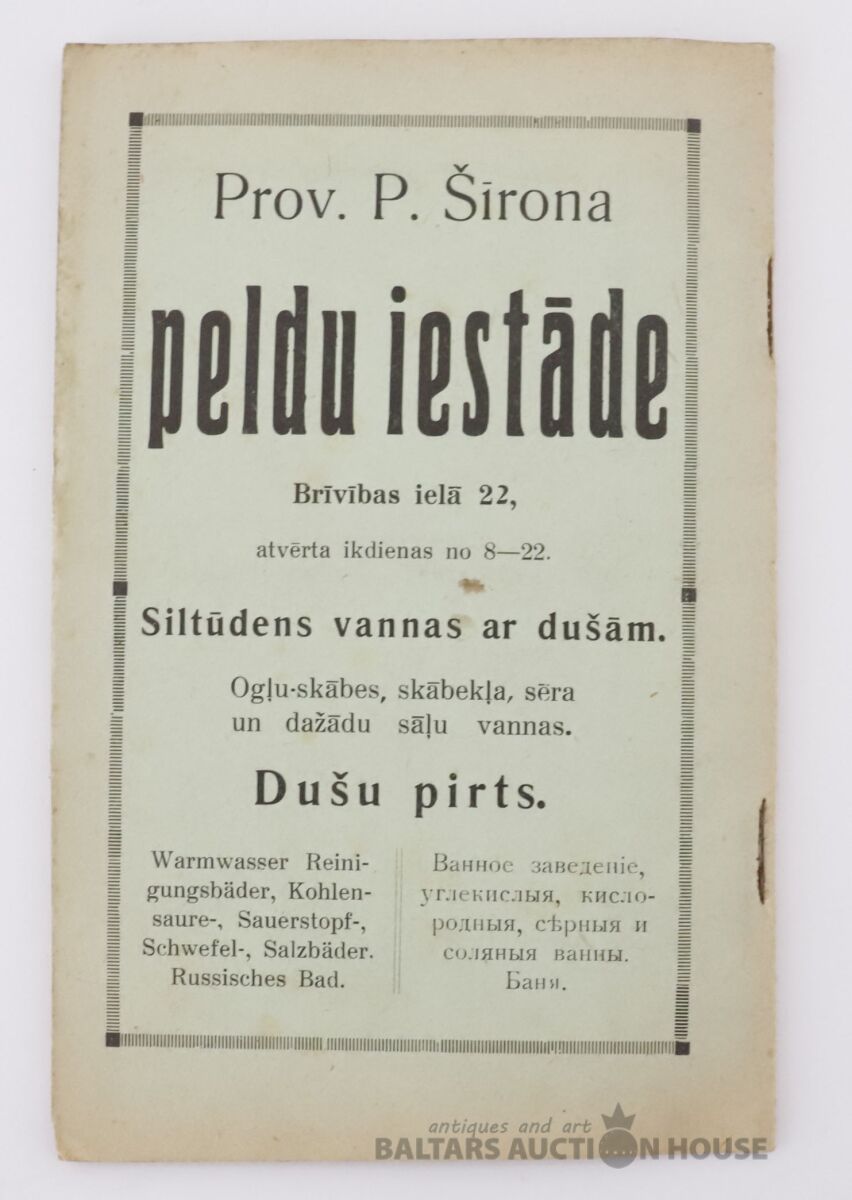 Prov. P. Šīrona
peldu iestāde
Brīvības ielā 22,
atvērta ikdienas no 8—22.
Siltūdens vannas ar dušām.
Ogļu-skābes, skābekļa, sēra
un dažādu sāļu vannas.
Dušu pirts.
Warmwasser Reini-
gungsbäder, Kohlen-
saure-, Sauerstopf-,
Schwefel-, Salzbäder.
Russisches Bad.
Ванное заведеніе,
углекислыя, кисло-
родныя, сѣрныя и
соляныя ванны.
Баня.
antiques and art
BALTARS AUCTION HOUSE